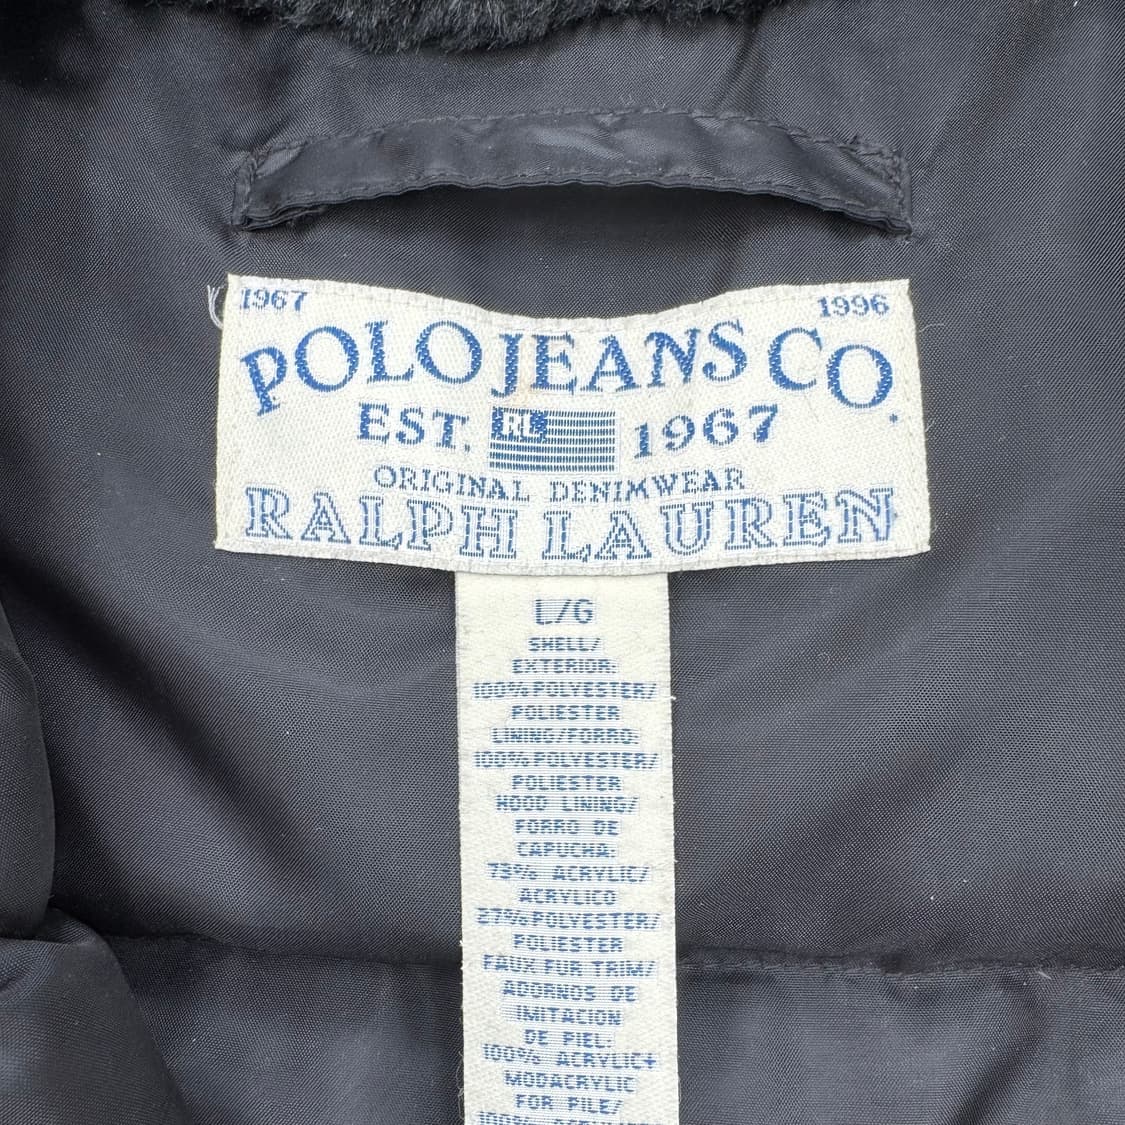 1967 1996
POLO JEANS CO.
EST. RL 1967
ORIGINAL DENIMWEAR
RALPH LAUREN
L/G
SHELL/
EXTERIOR:
100% POLYESTER/
POLIESTER
LINING/FORRO:
100% POLYESTER/
POLIESTER
HOOD LINING/
FORRO DE
CAPUCHA:
73% ACRYLIC/
ACRYLICO
27% POLYESTER/
POLIESTER
FAUX FUR TRIM/
ADORNOS DE
IMITACION
DE PIEL:
100% ACRYLIC+
MODACRYLIC
FOR PILE/
100% ACRYLICO